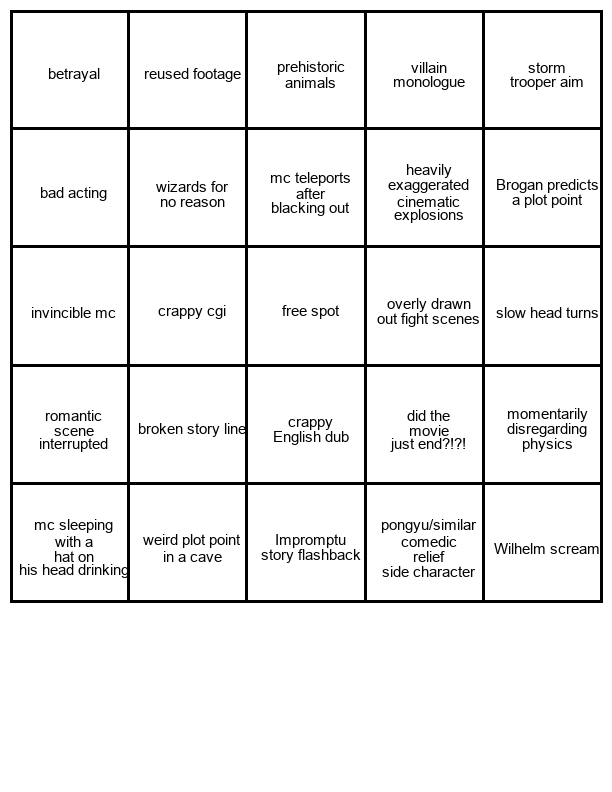 betrayal
reused footage
prehistoric
animals
villain
monologue
storm
trooper aim
bad acting
wizards for
no reason
mc teleports
after
blacking out
heavily
exaggerated
cinematic
explosions
Brogan predicts
a plot point
invincible mc
crappy cgi
free spot
overly drawn
out fight scenes
slow head turns
romantic
scene
interrupted
broken story line
crappy
English dub
did the
movie
just end?!?!
momentarily
disregarding
physics
mc sleeping
with a
hat on
his head drinking
weird plot point
in a cave
Impromptu
story flashback
pongyu/similar
comedic
relief
side character
Wilhelm scream